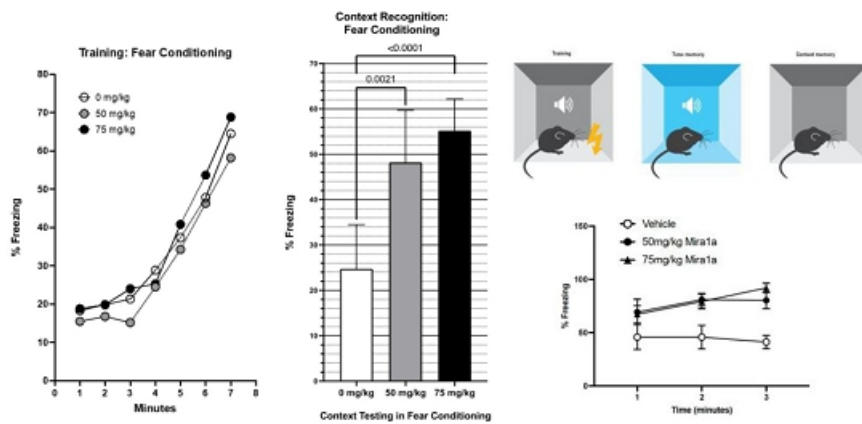 Training: Fear Conditioning
80
70
60
50
40
30
20
10
0
% Freezing
0 mg/kg
50 mg/kg
75 mg/kg
0 1 2 3 4 5 6 7 8
Minutes
Context Recognition:
Fear Conditioning
<0.0001
0.0021
70
60
50
40
30
20
10
0
% Freezing
0 mg/kg 50 mg/kg 75 mg/kg
Context Testing in Fear Conditioning
Training
Tone memory
Context memory
Vehicle
50mg/kg Mira1a
75mg/kg Mira1a
100
50
0
% Freezing
1 2 3
Time (minutes)